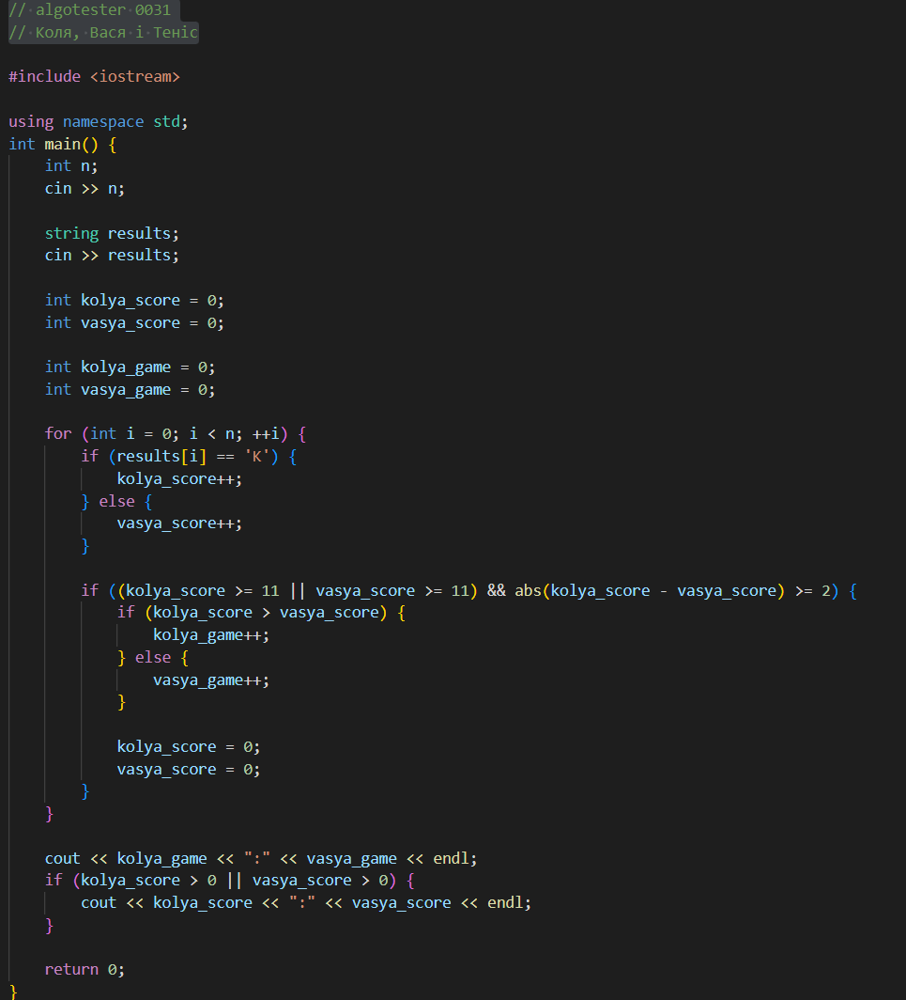 // algotester 0031
// Коля, Вася і Теніс
#include <iostream>
using namespace std;
int main() {
    int n;
    cin >> n;
    string results;
    cin >> results;
    int kolya_score = 0;
    int vasya_score = 0;
    int kolya_game = 0;
    int vasya_game = 0;
    for (int i = 0; i < n; ++i) {
        if (results[i] == 'K') {
            kolya_score++;
        } else {
            vasya_score++;
        }
        if ((kolya_score >= 11 || vasya_score >= 11) && abs(kolya_score - vasya_score) >= 2) {
            if (kolya_score > vasya_score) {
                kolya_game++;
            } else {
                vasya_game++;
            }
            kolya_score = 0;
            vasya_score = 0;
        }
    }
    cout << kolya_game << ":" << vasya_game << endl;
    if (kolya_score > 0 || vasya_score > 0) {
        cout << kolya_score << ":" << vasya_score << endl;
    }
    return 0;
}